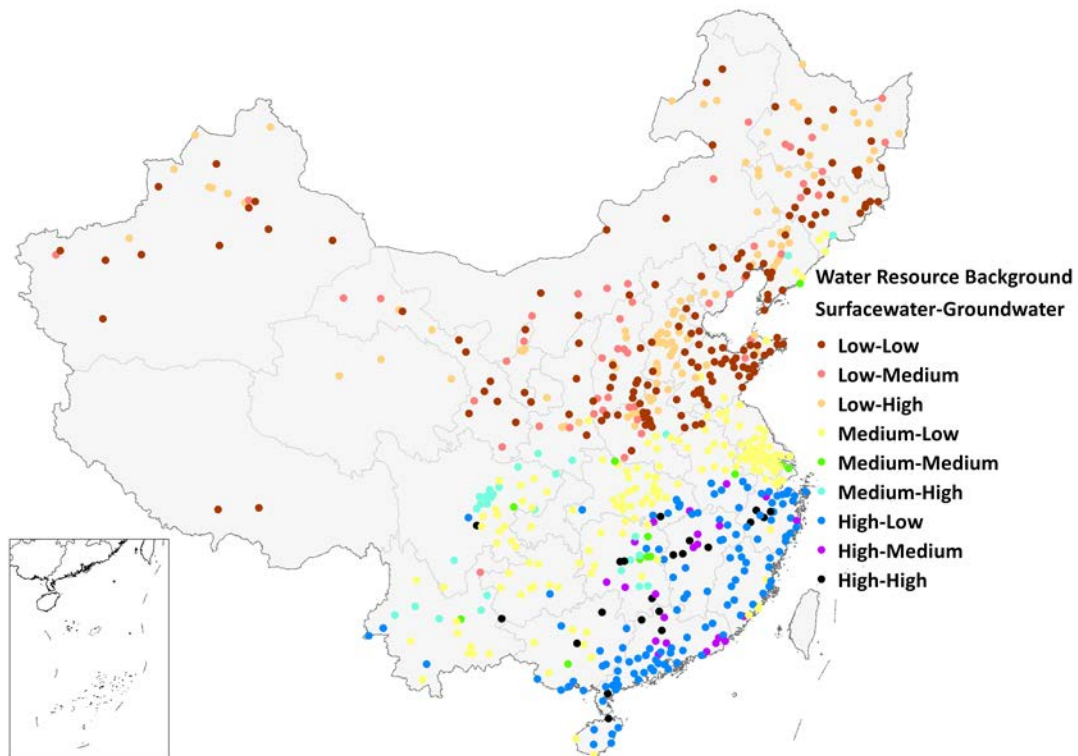 Water Resource Background
Surfacewater-Groundwater
Low-Low
Low-Medium
Low-High
Medium-Low
Medium-Medium
Medium-High
High-Low
High-Medium
High-High